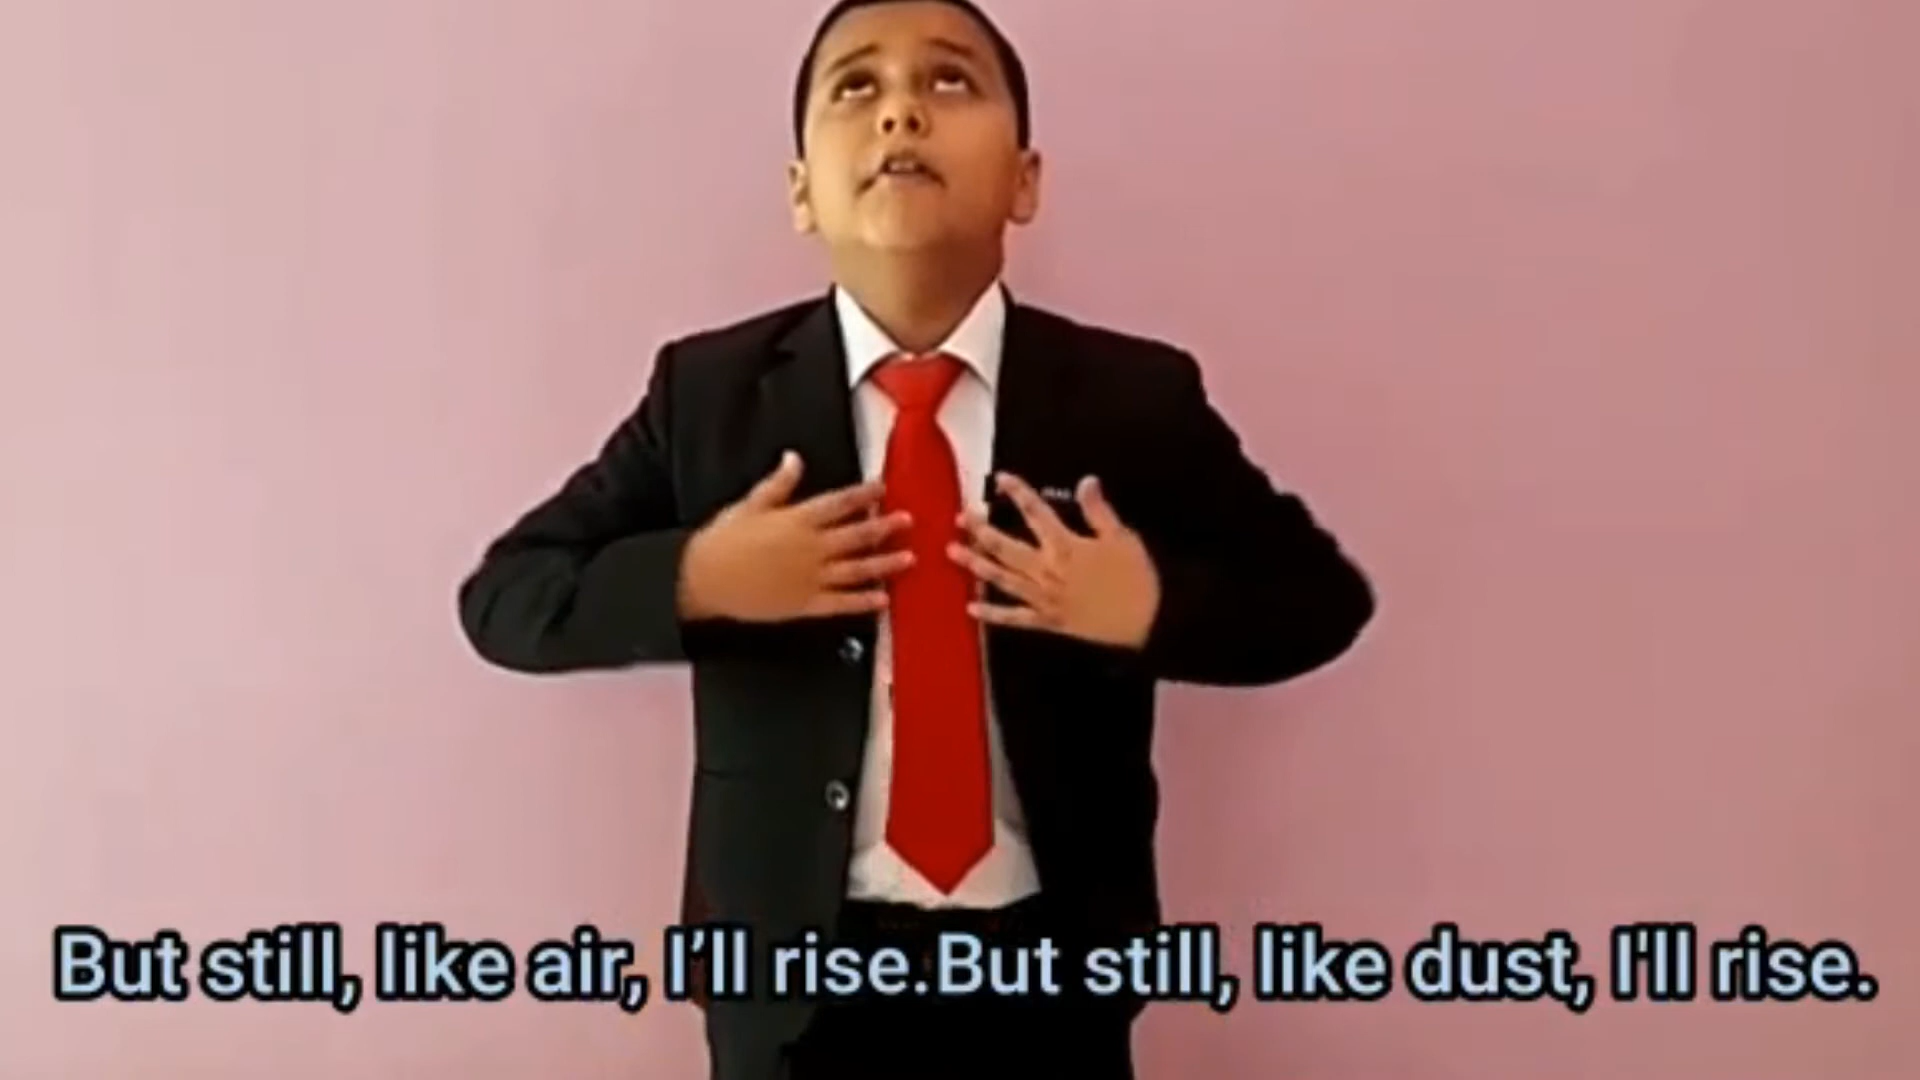 But still, like air, I’ll rise.But still, like dust, I'll rise.